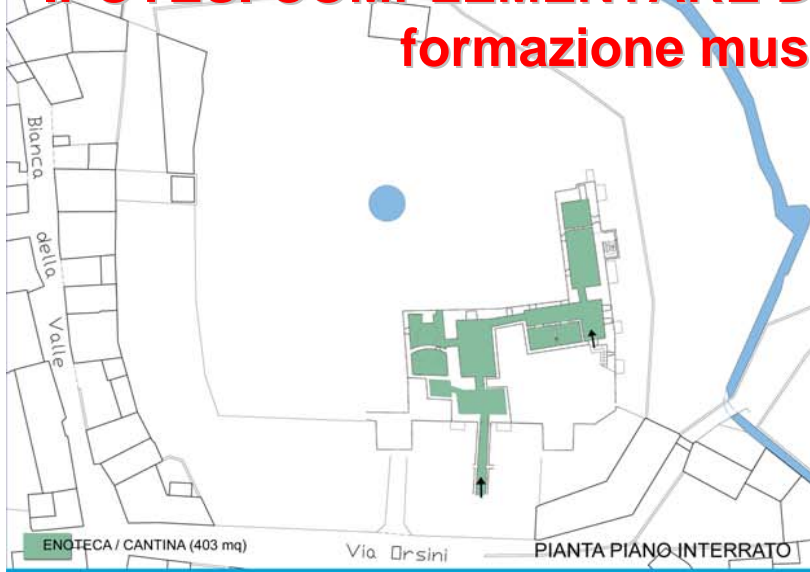 formazione mus
Bianca
della
Valle
ENOTECA / CANTINA (403 mq)
Via Orsini
PIANTA PIANO INTERRATO